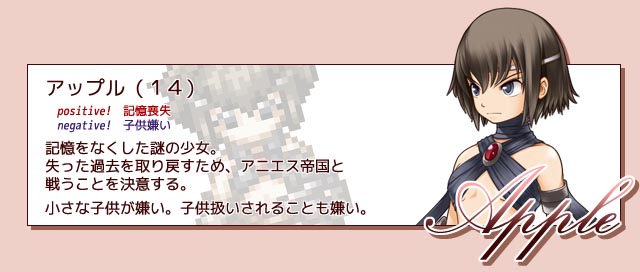 アップル（１４）
positive! 記憶喪失
negative! 子供嫌い
記憶をなくした謎の少女。
失った過去を取り戻すため、アニエス帝国と
戦うことを決意する。
小さな子供が嫌い。子供扱いされることも嫌い。
Apple